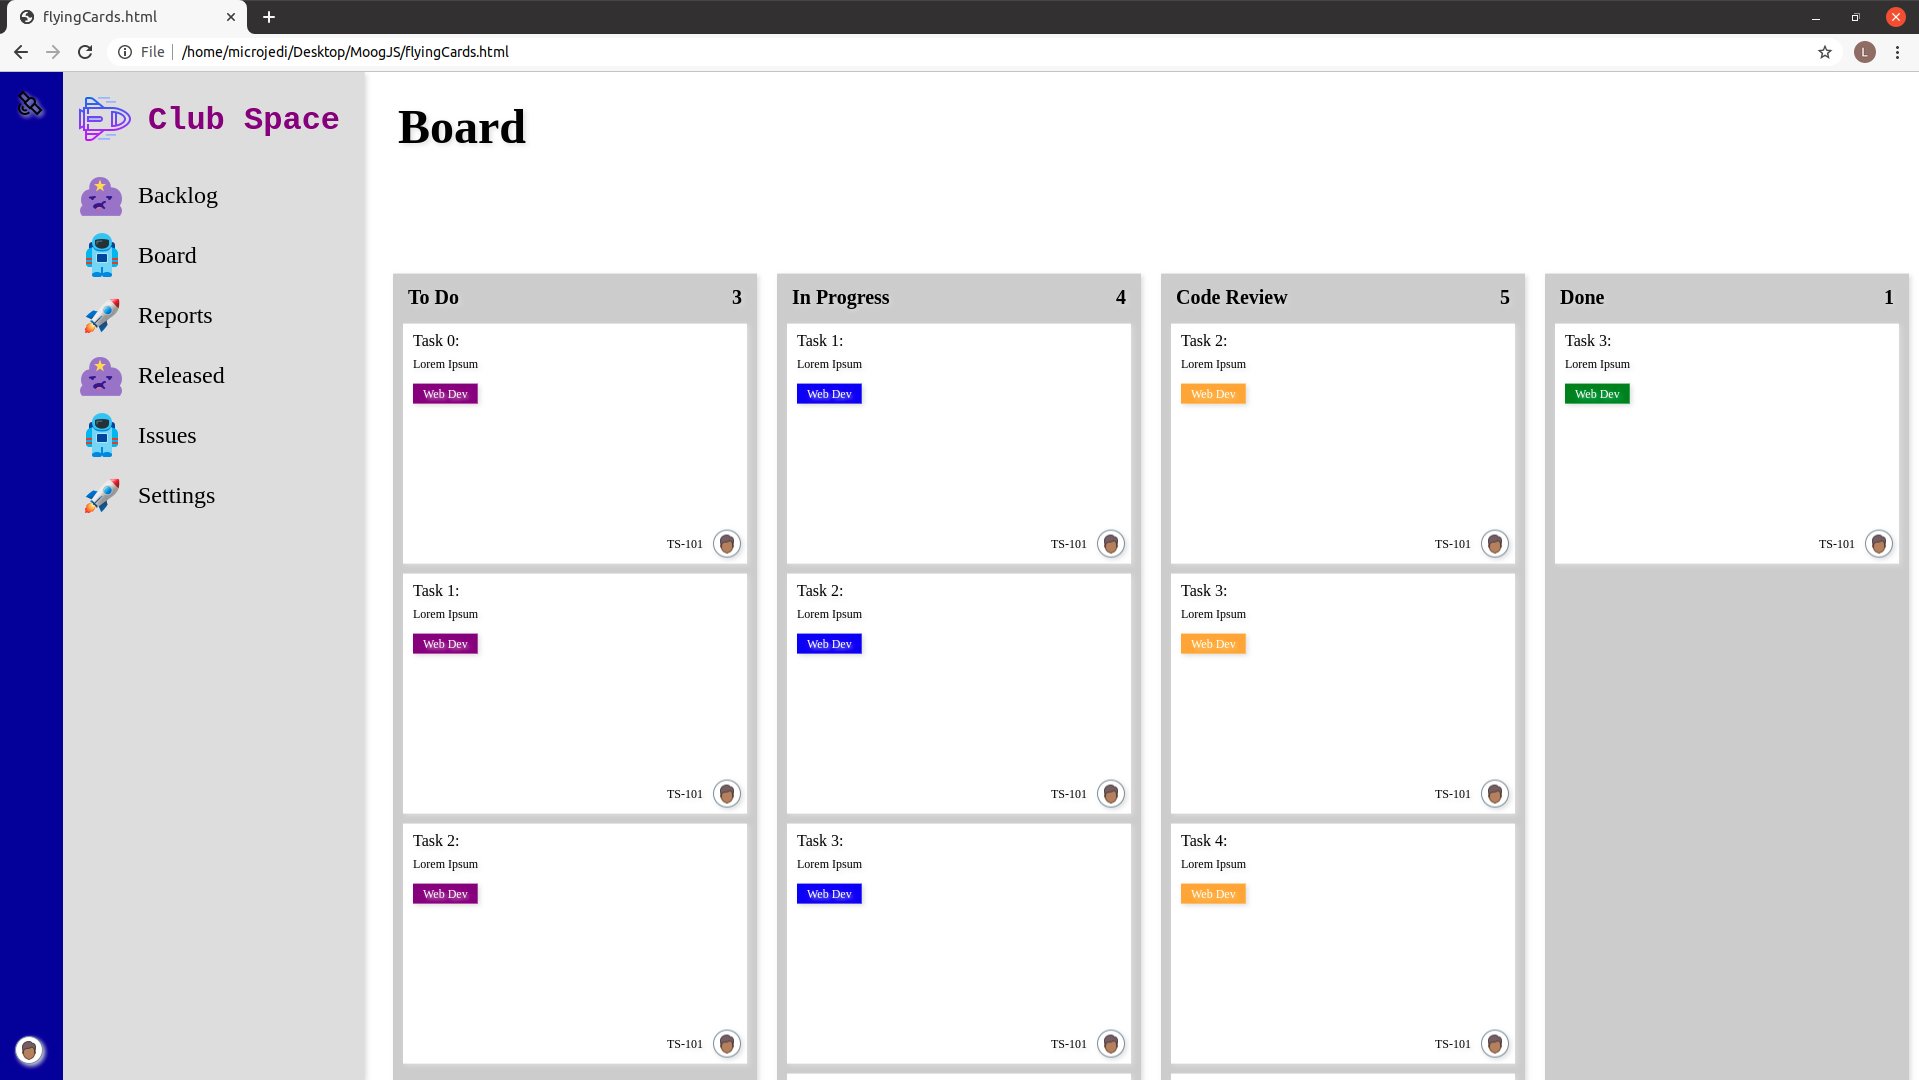 flyingCards.html
File
/home/microjedi/Desktop/MoogJS/flyingCards.html
L
Club Space
Backlog
Board
Reports
Released
Issues
Settings
Board
To Do 3
Task 0:
Lorem Ipsum
Web Dev
TS-101
Task 1:
Lorem Ipsum
Web Dev
TS-101
Task 2:
Lorem Ipsum
Web Dev
TS-101
In Progress 4
Task 1:
Lorem Ipsum
Web Dev
TS-101
Task 2:
Lorem Ipsum
Web Dev
TS-101
Task 3:
Lorem Ipsum
Web Dev
TS-101
Code Review 5
Task 2:
Lorem Ipsum
Web Dev
TS-101
Task 3:
Lorem Ipsum
Web Dev
TS-101
Task 4:
Lorem Ipsum
Web Dev
TS-101
Done 1
Task 3:
Lorem Ipsum
Web Dev
TS-101